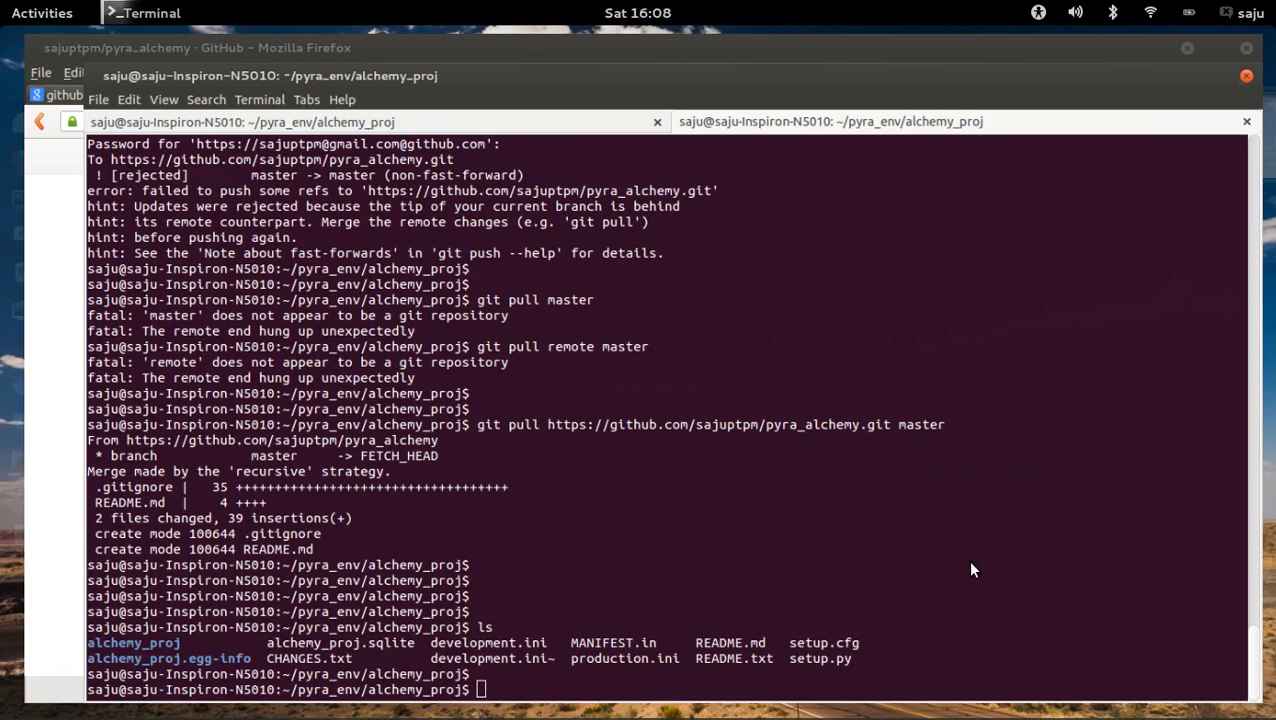 Activities Terminal Sat 16:08 saju
sajuptpm/pyra_alchemy · GitHub – Mozilla Firefox
File Edi
github
saju@saju-Inspiron-N5010: ~/pyra_env/alchemy_proj
File Edit View Search Terminal Tabs Help
saju@saju-Inspiron-N5010: ~/pyra_env/alchemy_proj saju@saju-Inspiron-N5010: ~/pyra_env/alchemy_proj
Password for 'https://sajuptpm@gmail.com@github.com':
To https://github.com/sajuptpm/pyra_alchemy.git
 ! [rejected]        master -> master (non-fast-forward)
error: failed to push some refs to 'https://github.com/sajuptpm/pyra_alchemy.git'
hint: Updates were rejected because the tip of your current branch is behind
hint: its remote counterpart. Merge the remote changes (e.g. 'git pull')
hint: before pushing again.
hint: See the 'Note about fast-forwards' in 'git push --help' for details.
saju@saju-Inspiron-N5010:~/pyra_env/alchemy_proj$
saju@saju-Inspiron-N5010:~/pyra_env/alchemy_proj$
saju@saju-Inspiron-N5010:~/pyra_env/alchemy_proj$ git pull master
fatal: 'master' does not appear to be a git repository
fatal: The remote end hung up unexpectedly
saju@saju-Inspiron-N5010:~/pyra_env/alchemy_proj$ git pull remote master
fatal: 'remote' does not appear to be a git repository
fatal: The remote end hung up unexpectedly
saju@saju-Inspiron-N5010:~/pyra_env/alchemy_proj$
saju@saju-Inspiron-N5010:~/pyra_env/alchemy_proj$
saju@saju-Inspiron-N5010:~/pyra_env/alchemy_proj$ git pull https://github.com/sajuptpm/pyra_alchemy.git master
From https://github.com/sajuptpm/pyra_alchemy
 * branch            master     -> FETCH_HEAD
Merge made by the 'recursive' strategy.
 .gitignore |   35 +++++++++++++++++++++++++++++++++++
 README.md  |    4 ++++
 2 files changed, 39 insertions(+)
 create mode 100644 .gitignore
 create mode 100644 README.md
saju@saju-Inspiron-N5010:~/pyra_env/alchemy_proj$
saju@saju-Inspiron-N5010:~/pyra_env/alchemy_proj$
saju@saju-Inspiron-N5010:~/pyra_env/alchemy_proj$
saju@saju-Inspiron-N5010:~/pyra_env/alchemy_proj$
saju@saju-Inspiron-N5010:~/pyra_env/alchemy_proj$ ls
alchemy_proj           alchemy_proj.sqlite  development.ini   MANIFEST.in     README.md   setup.cfg
alchemy_proj.egg-info  CHANGES.txt          development.ini~  production.ini  README.txt  setup.py
saju@saju-Inspiron-N5010:~/pyra_env/alchemy_proj$
saju@saju-Inspiron-N5010:~/pyra_env/alchemy_proj$